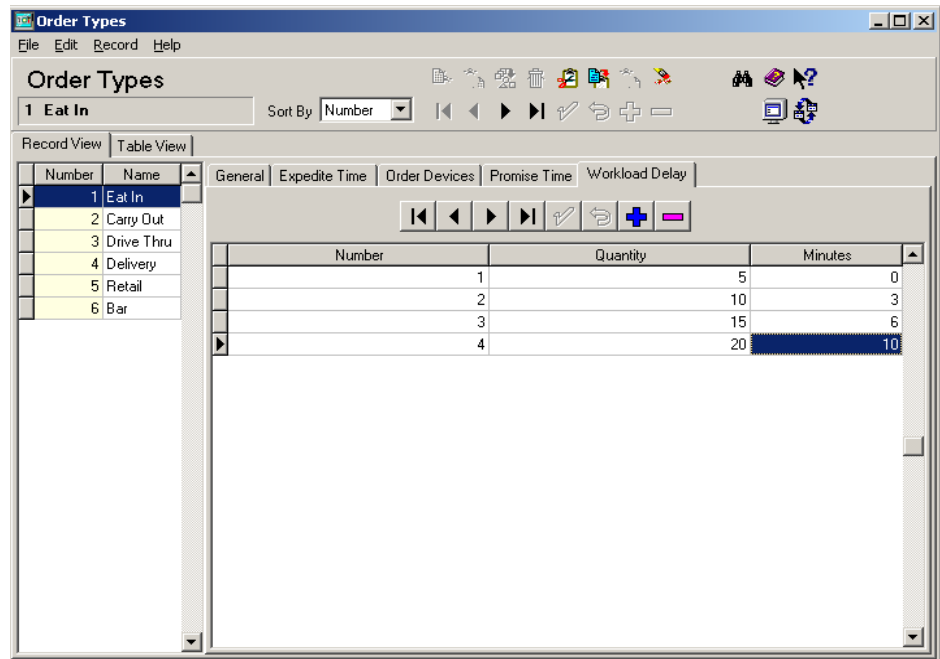 Order Types
File Edit Record Help
Order Types
1 Eat In
Sort By Number
Record View Table View
Number Name
1 Eat In
2 Carry Out
3 Drive Thru
4 Delivery
5 Retail
6 Bar
General Expedite Time Order Devices Promise Time Workload Delay
Number Quantity Minutes
1 5 0
2 10 3
3 15 6
4 20 10